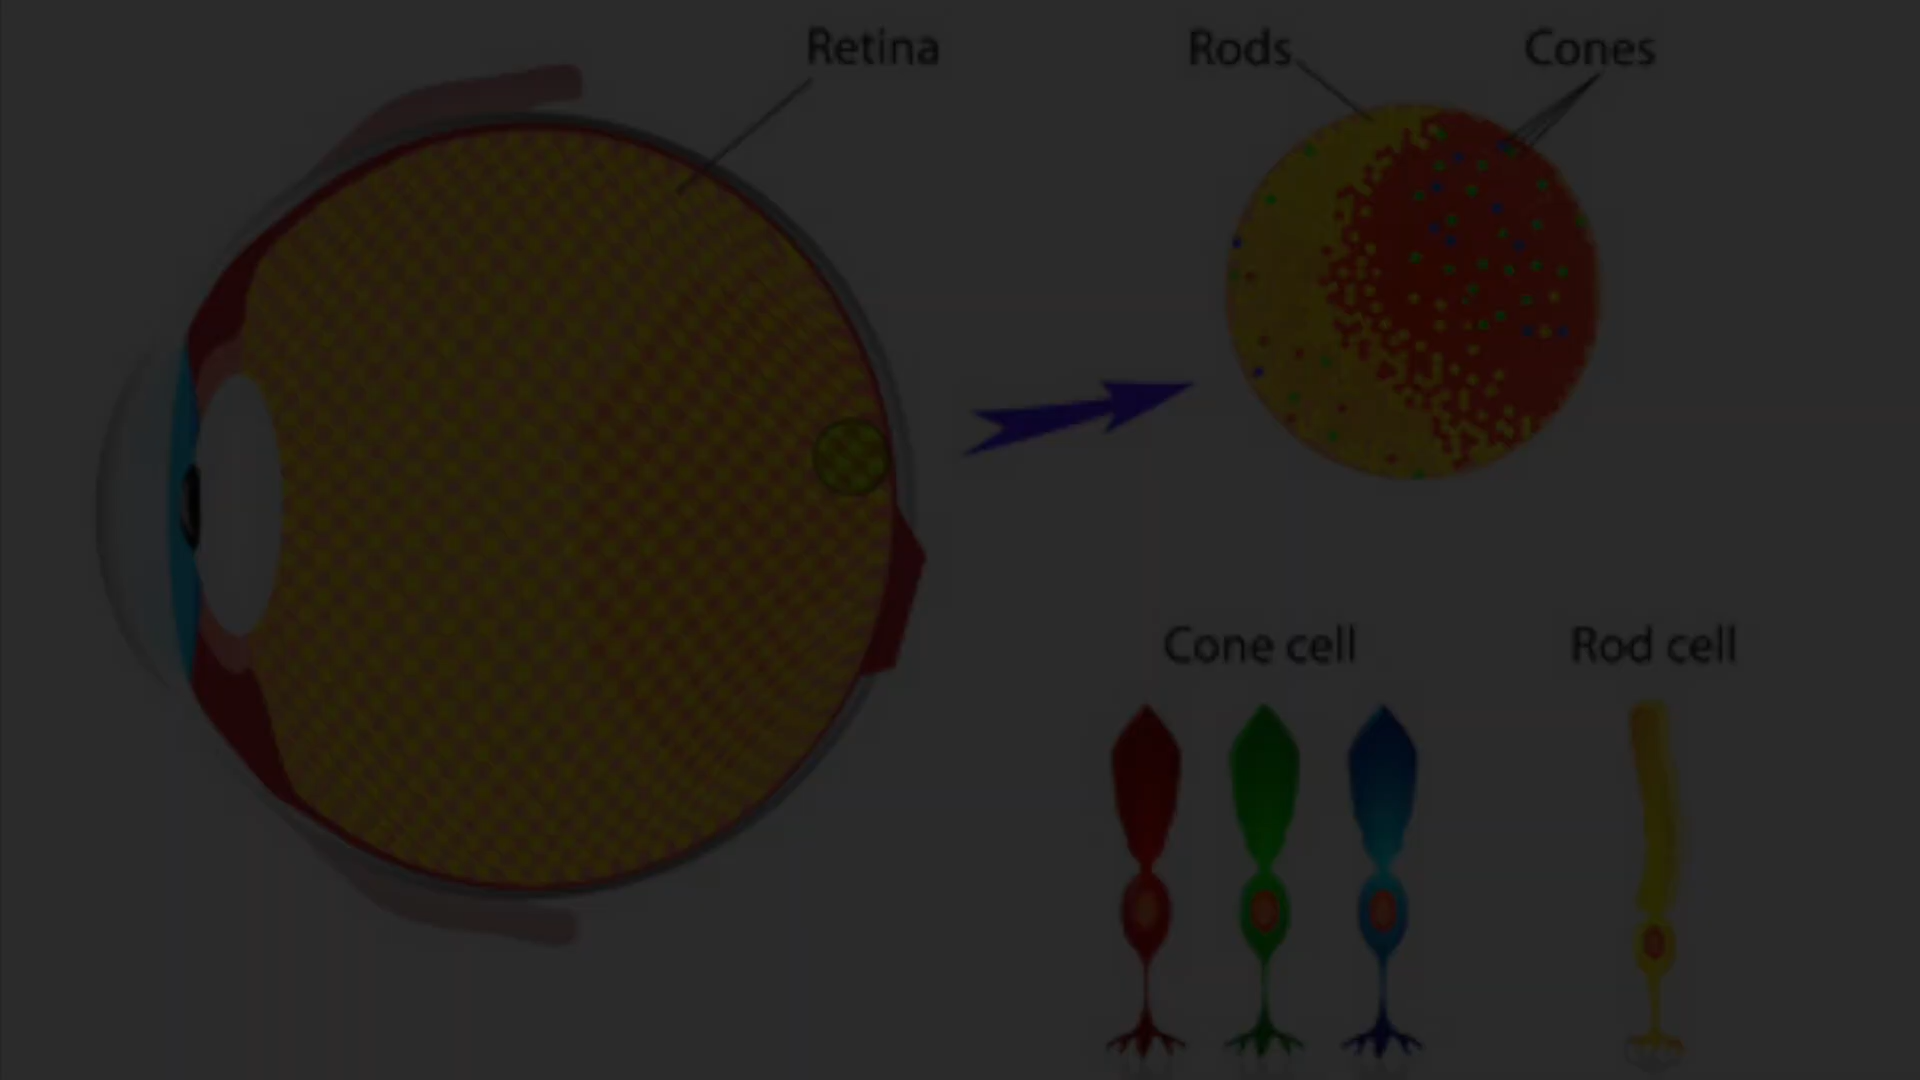 Retina
Rods
Cones
Cone cell
Rod cell